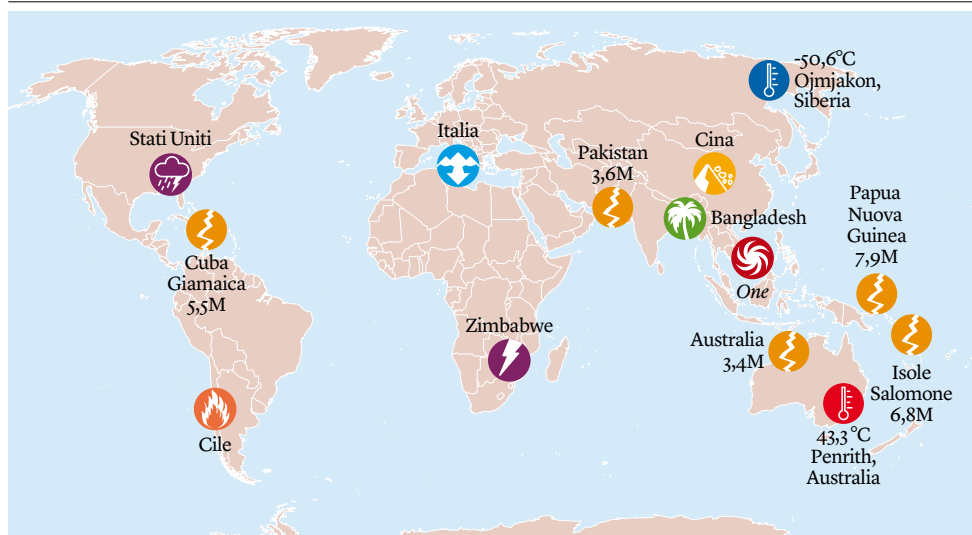 -50,6°C
Ojmjakon,
Siberia
Stati Uniti
Italia
Pakistan
3,6M
Cina
Bangladesh
Papua
Nuova
Guinea
7,9M
Cuba
Giamaica
5,5M
One
Zimbabwe
Australia
3,4M
Isole
Salomone
6,8M
Cile
43,3 °C
Penrith,
Australia